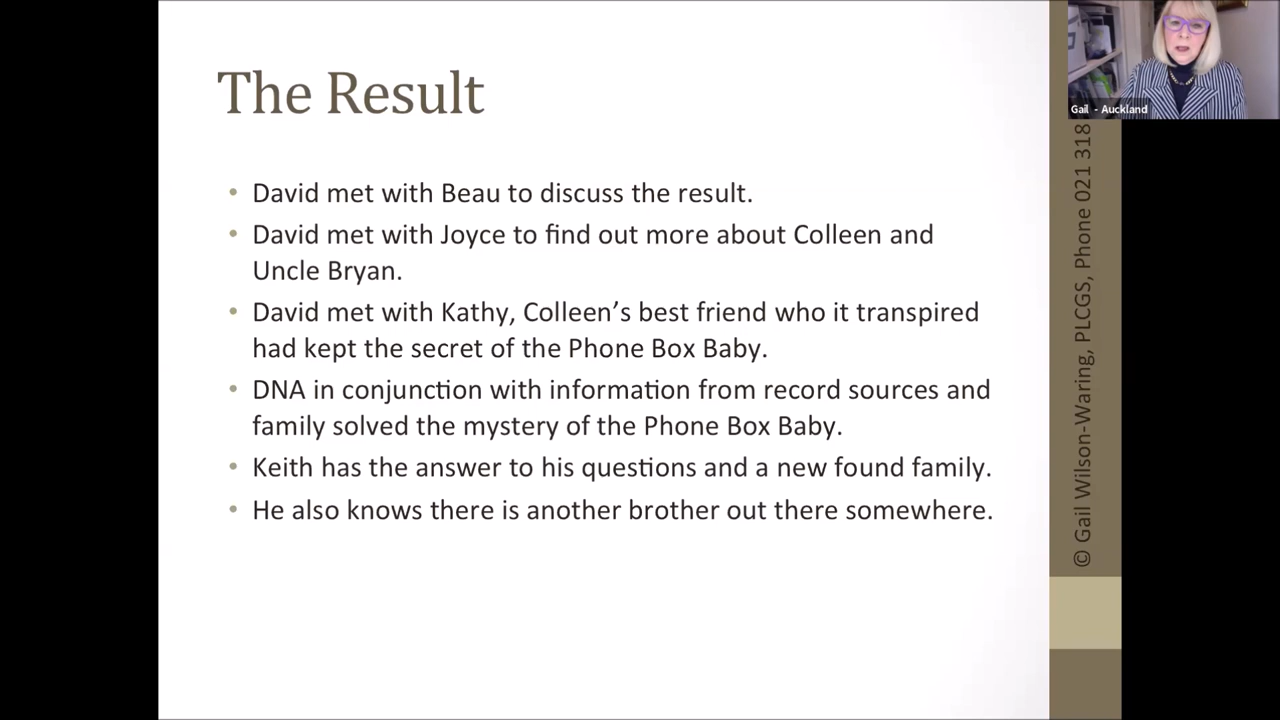 The Result
• David met with Beau to discuss the result.
• David met with Joyce to find out more about Colleen and
Uncle Bryan.
• David met with Kathy, Colleen’s best friend who it transpired
had kept the secret of the Phone Box Baby.
• DNA in conjunction with information from record sources and
family solved the mystery of the Phone Box Baby.
• Keith has the answer to his questions and a new found family.
• He also knows there is another brother out there somewhere.
© Gail Wilson-Waring, PLCGS, Phone 021 318
Gail - Auckland